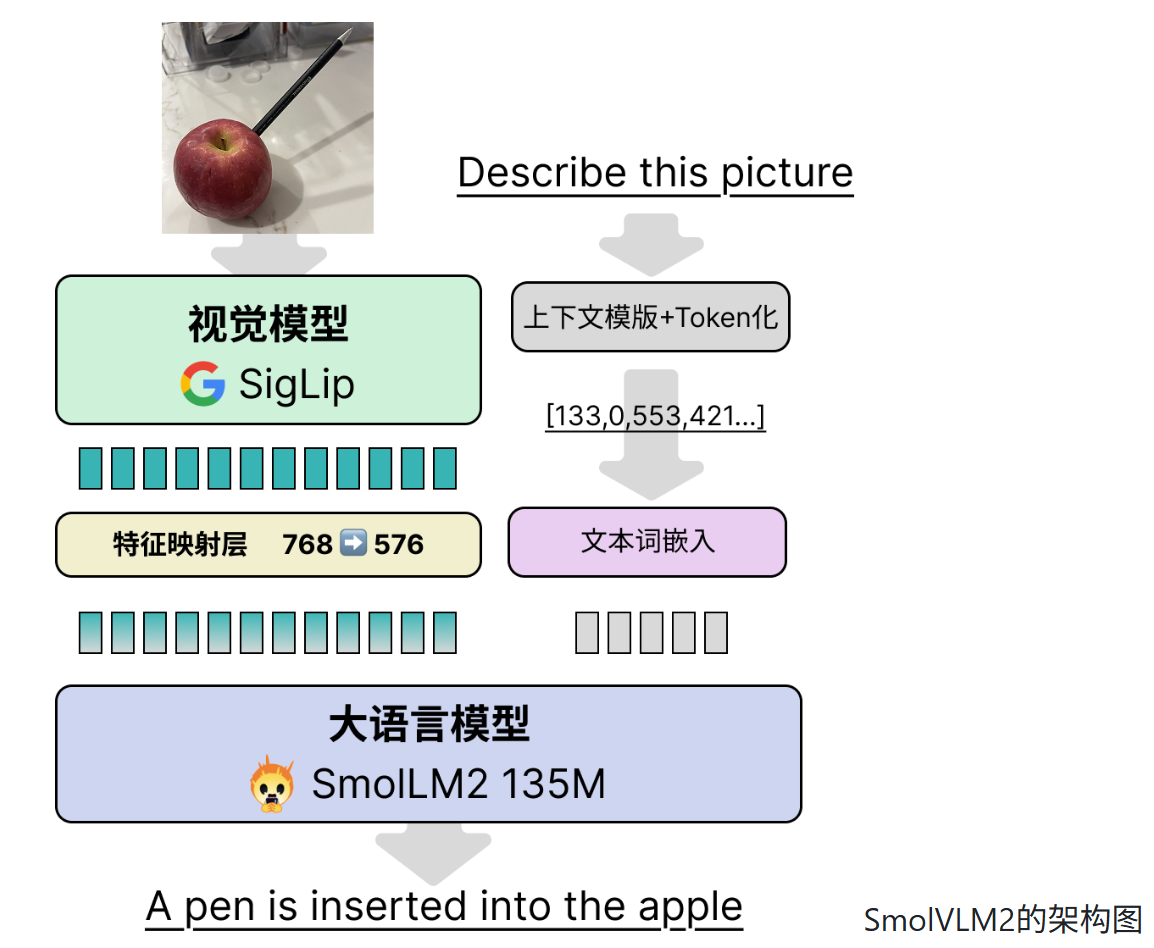 Describe this picture
视觉模型
SigLip
上下文模版+Token化
[133,0,553,421...]
特征映射层 768➡️576
文本词嵌入
大语言模型
SmolLM2 135M
A pen is inserted into the apple
SmolVLM2的架构图